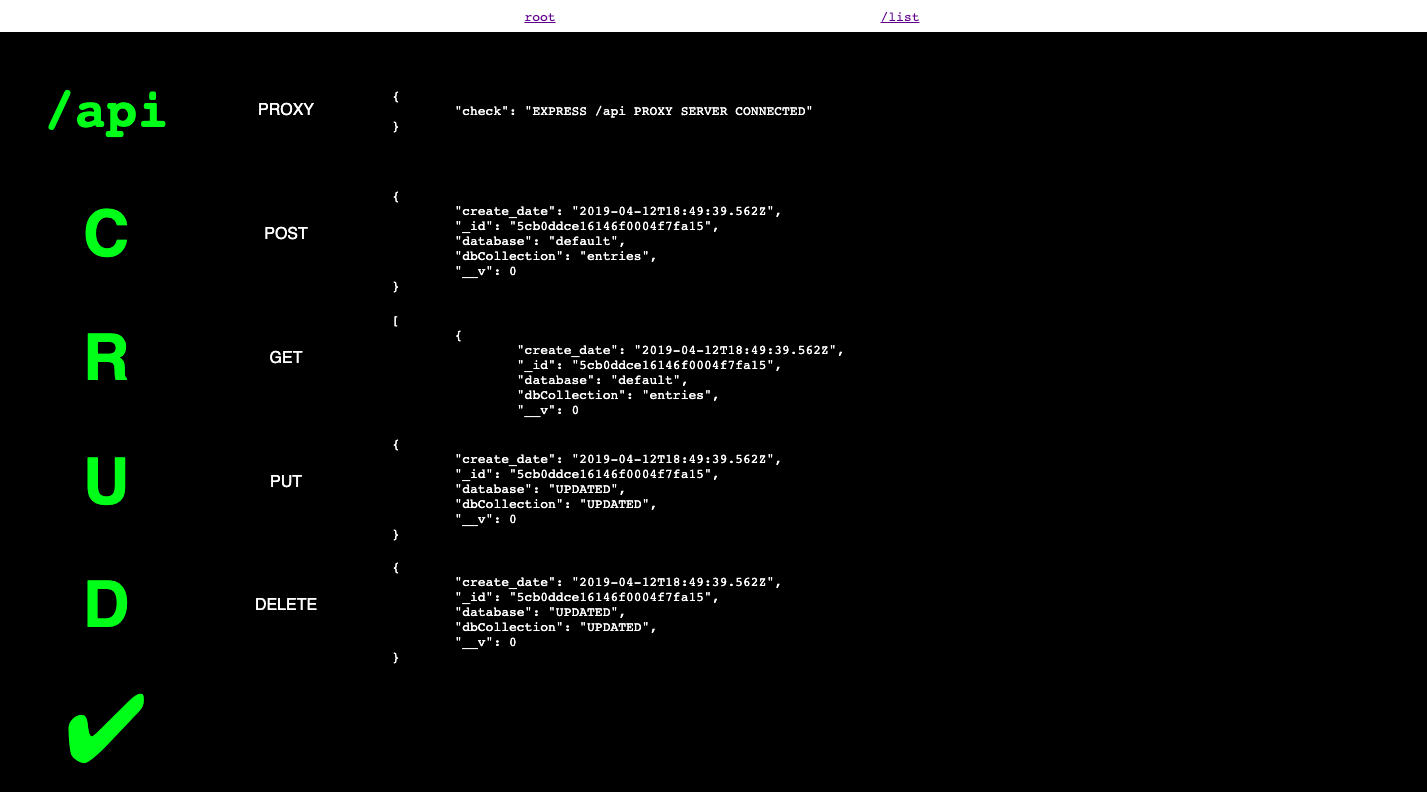 root /list
/api PROXY
{
"check": "EXPRESS /api PROXY SERVER CONNECTED"
}
C POST
{
"create_date": "2019-04-12T18:49:39.562Z",
"_id": "5cb0ddce16146f0004f7fa15",
"database": "default",
"dbCollection": "entries",
"__v": 0
}
R GET
[
{
"create_date": "2019-04-12T18:49:39.562Z",
"_id": "5cb0ddce16146f0004f7fa15",
"database": "default",
"dbCollection": "entries",
"__v": 0
U PUT
{
"create_date": "2019-04-12T18:49:39.562Z",
"_id": "5cb0ddce16146f0004f7fa15",
"database": "UPDATED",
"dbCollection": "UPDATED",
"__v": 0
}
D DELETE
{
"create_date": "2019-04-12T18:49:39.562Z",
"_id": "5cb0ddce16146f0004f7fa15",
"database": "UPDATED",
"dbCollection": "UPDATED",
"__v": 0
}
✔